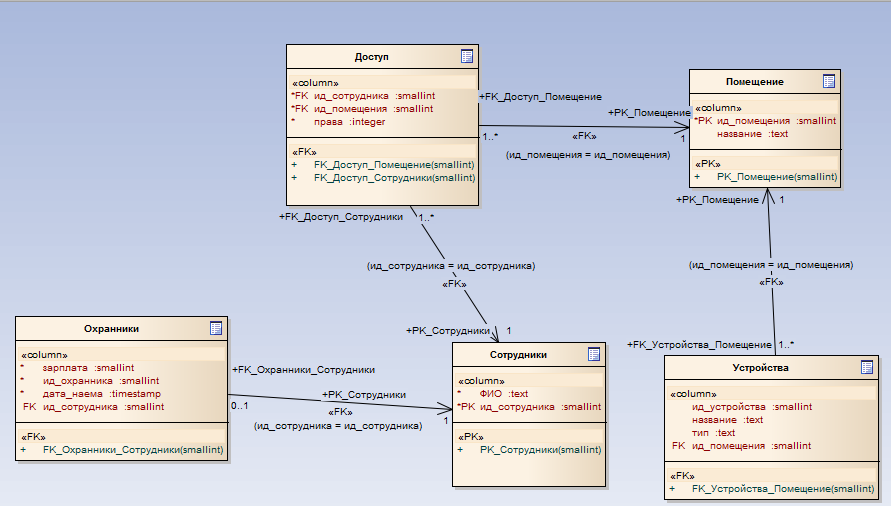 Доступ
«column»
*FK ид_сотрудника :smallint
*FK ид_помещения :smallint
* права :integer
«FK»
+ FK_Доступ_Помещение(smallint)
+ FK_Доступ_Сотрудники(smallint)
+FK_Доступ_Помещение
+PK_Помещение
1..*
«FK»
1
(ид_помещения = ид_помещения)
Помещение
«column»
*PK ид_помещения :smallint
название :text
«PK»
+ PK_Помещение(smallint)
+PK_Помещение
1
+FK_Доступ_Сотрудники
1..*
(ид_сотрудника = ид_сотрудника)
«FK»
+PK_Сотрудники
1
(ид_помещения = ид_помещения)
«FK»
+FK_Устройства_Помещение
1..*
Охранники
«column»
* зарплата :smallint
* ид_охранника :smallint
* дата_наема :timestamp
FK ид_сотрудника :smallint
«FK»
+ FK_Охранники_Сотрудники(smallint)
+FK_Охранники_Сотрудники
+PK_Сотрудники
0..1
«FK»
1
(ид_сотрудника = ид_сотрудника)
Сотрудники
«column»
* ФИО :text
*PK ид_сотрудника :smallint
«PK»
+ PK_Сотрудники(smallint)
Устройства
«column»
ид_устройства :smallint
название :text
тип :text
FK ид_помещения :smallint
«FK»
+ FK_Устройства_Помещение(smallint)